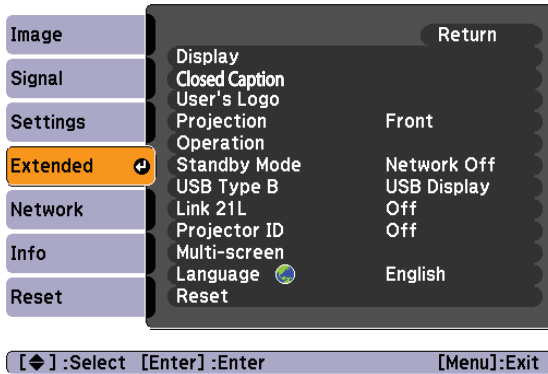 Image
Signal
Settings
Extended
Network
Info
Reset
Return
Display
Closed Caption
User's Logo
Projection Front
Operation
Standby Mode Network Off
USB Type B USB Display
Link 21L Off
Projector ID Off
Multi-screen
Language English
Reset
[◆] :Select [Enter] :Enter [Menu]:Exit